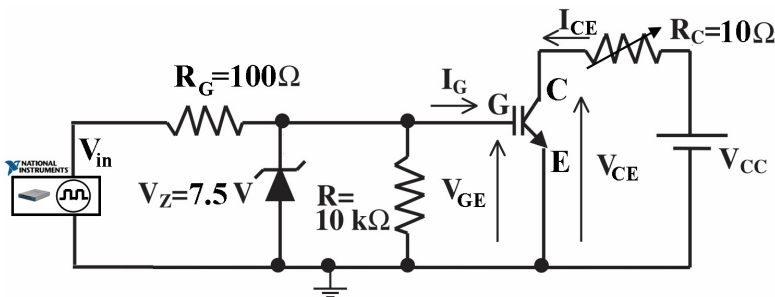 I_CE
R_C=10Ω
R_G=100Ω
I_G
G
C
V_in
NATIONAL
INSTRUMENTS
V_Z=7.5 V
R=
10 kΩ
V_GE
E
V_CE
V_CC